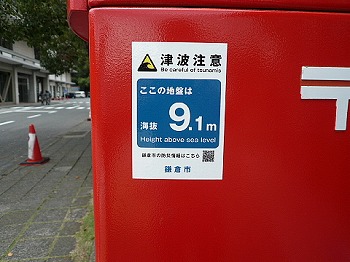 津波注意
Be careful of tsunamis
ここの地盤は
海抜 9.1m
Height above sea level
鎌倉市の防災情報はこちら
鎌倉市
〒